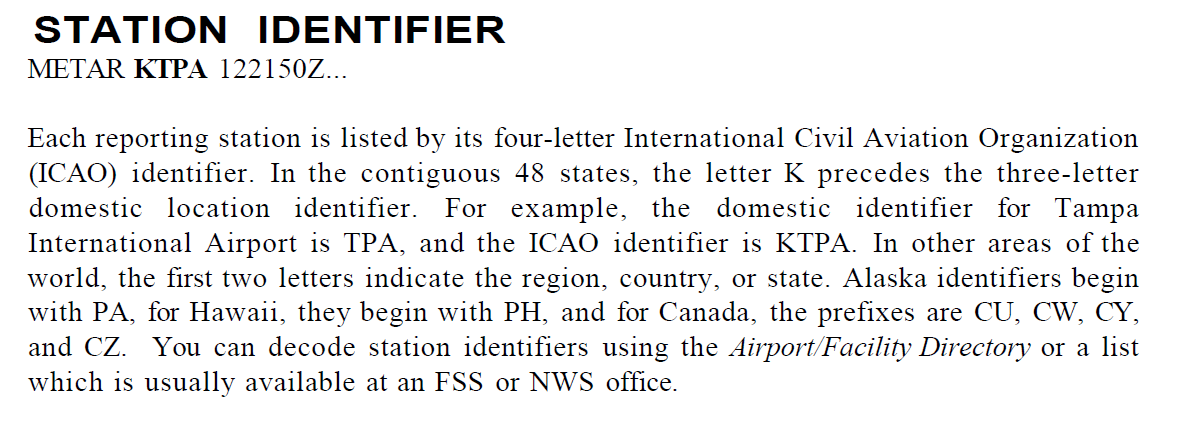 STATION IDENTIFIER
METAR KTPA 122150Z...
Each reporting station is listed by its four-letter International Civil Aviation Organization
(ICAO) identifier. In the contiguous 48 states, the letter K precedes the three-letter
domestic location identifier. For example, the domestic identifier for Tampa
International Airport is TPA, and the ICAO identifier is KTPA. In other areas of the
world, the first two letters indicate the region, country, or state. Alaska identifiers begin
with PA, for Hawaii, they begin with PH, and for Canada, the prefixes are CU, CW, CY,
and CZ. You can decode station identifiers using the Airport/Facility Directory or a list
which is usually available at an FSS or NWS office.